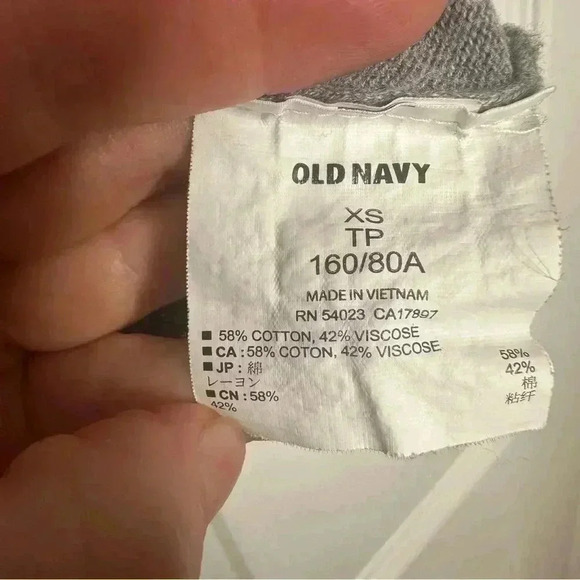 OLD NAVY
XS
TP
160/80A
MADE IN VIETNAM
RN 54023 CA17897
■ 58% COTTON, 42% VISCOSE
■ CA : 58% COTON, 42% VISCOSE
■ JP : 綿 58%
レーヨン 42%
■ CN : 58% 棉
42% 粘纤